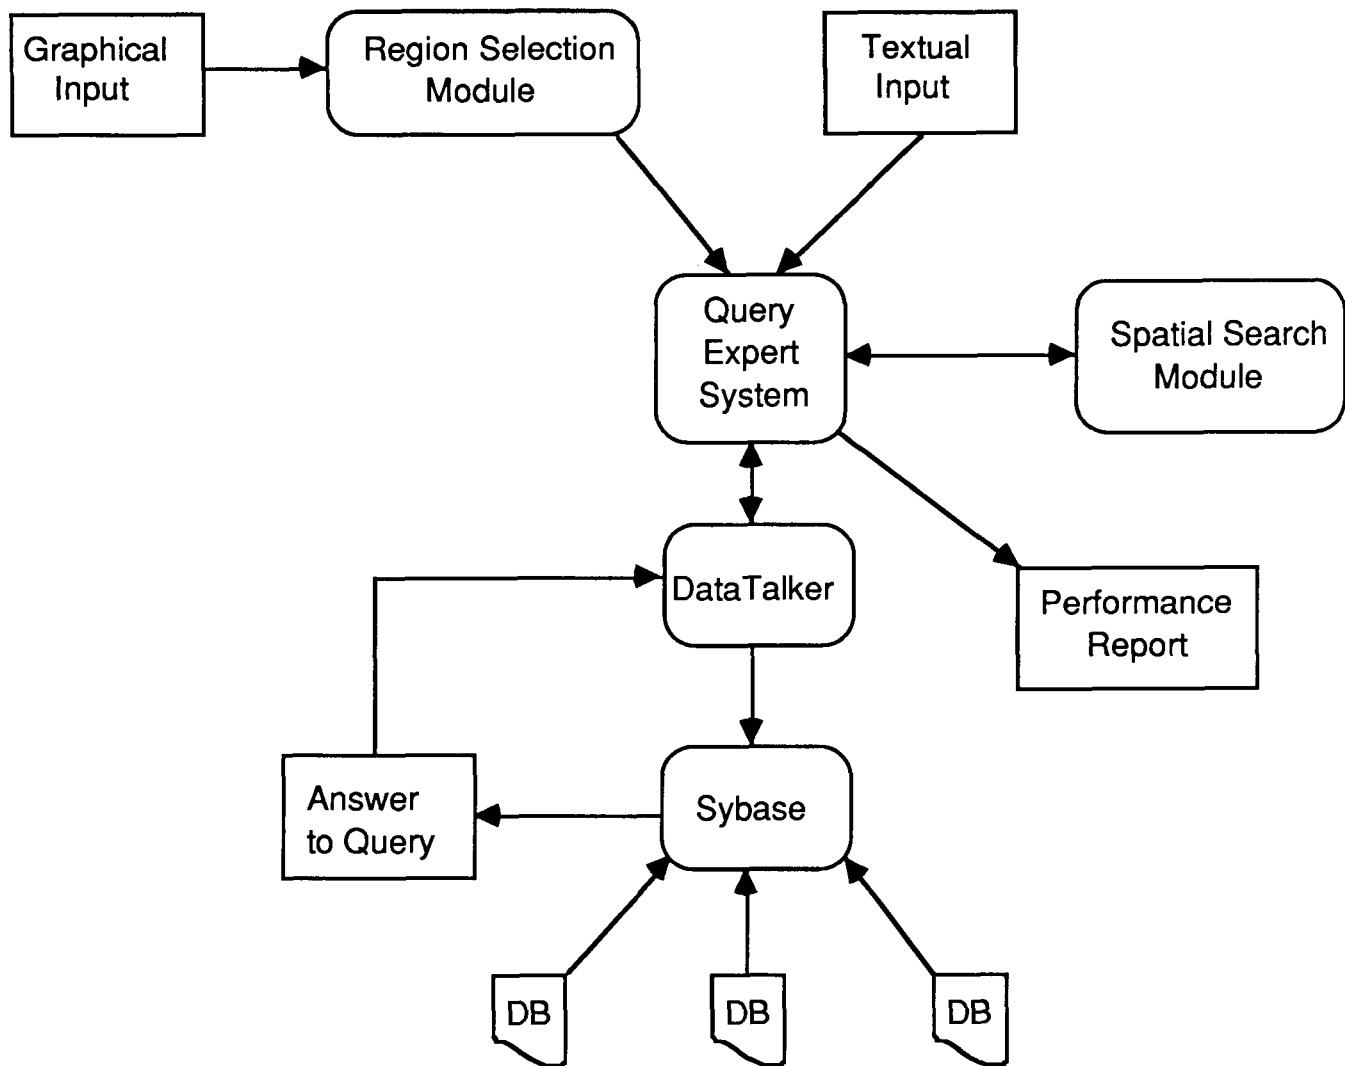 Graphical
Input
Region Selection
Module
Textual
Input
Query
Expert
System
Spatial Search
Module
DataTalker
Performance
Report
Answer
to Query
Sybase
DB
DB
DB